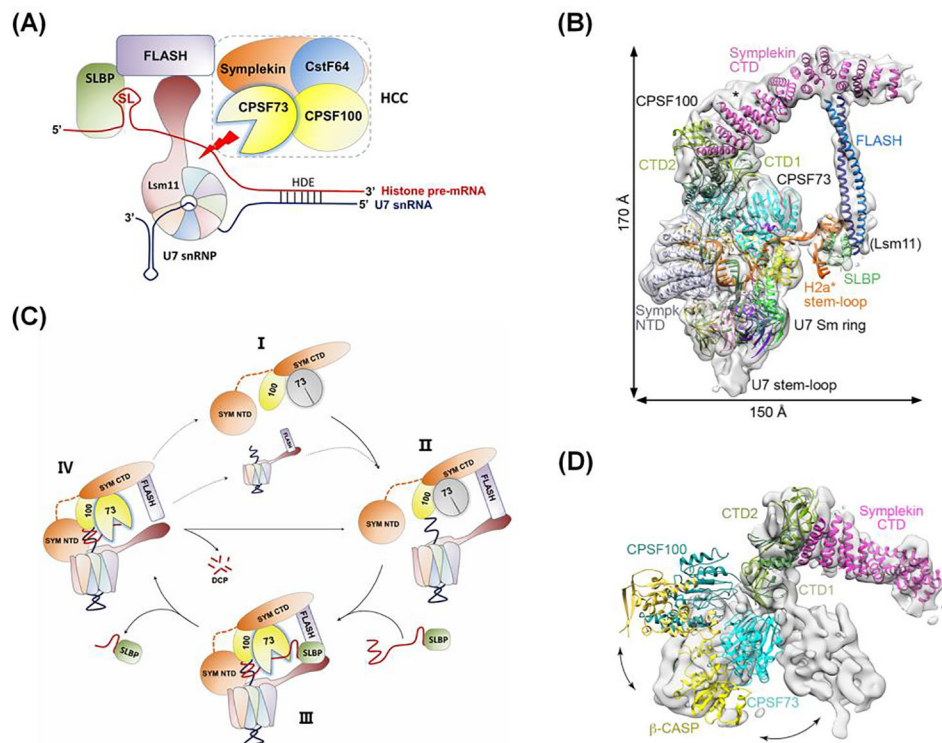 (A)
FLASH
SLBP
Symplekin
CstF64
SL
CPSF73
CPSF100
HCC
5'
Lsm11
HDE
3'
Histone pre-mRNA
5'
U7 snRNA
3'
U7 snRNP
(B)
Symplekin
CTD
CPSF100
*
FLASH
CTD2
CTD1
CPSF73
170 Å
(Lsm11)
SLBP
H2a*
stem-loop
Sympk
NTD
U7 Sm ring
U7 stem-loop
150 Å
(C)
I
SYM CTD
100
73
SYM NTD
FLASH
IV
SYM CTD
100
73
FLASH
SYM NTD
II
SYM CTD
100
73
FLASH
SYM NTD
DCP
SLBP
SYM CTD
100
73
FLASH
SLBP
SYM NTD
SLBP
III
(D)
CTD2
Symplekin
CTD
CPSF100
CTD1
β-CASP
CPSF73